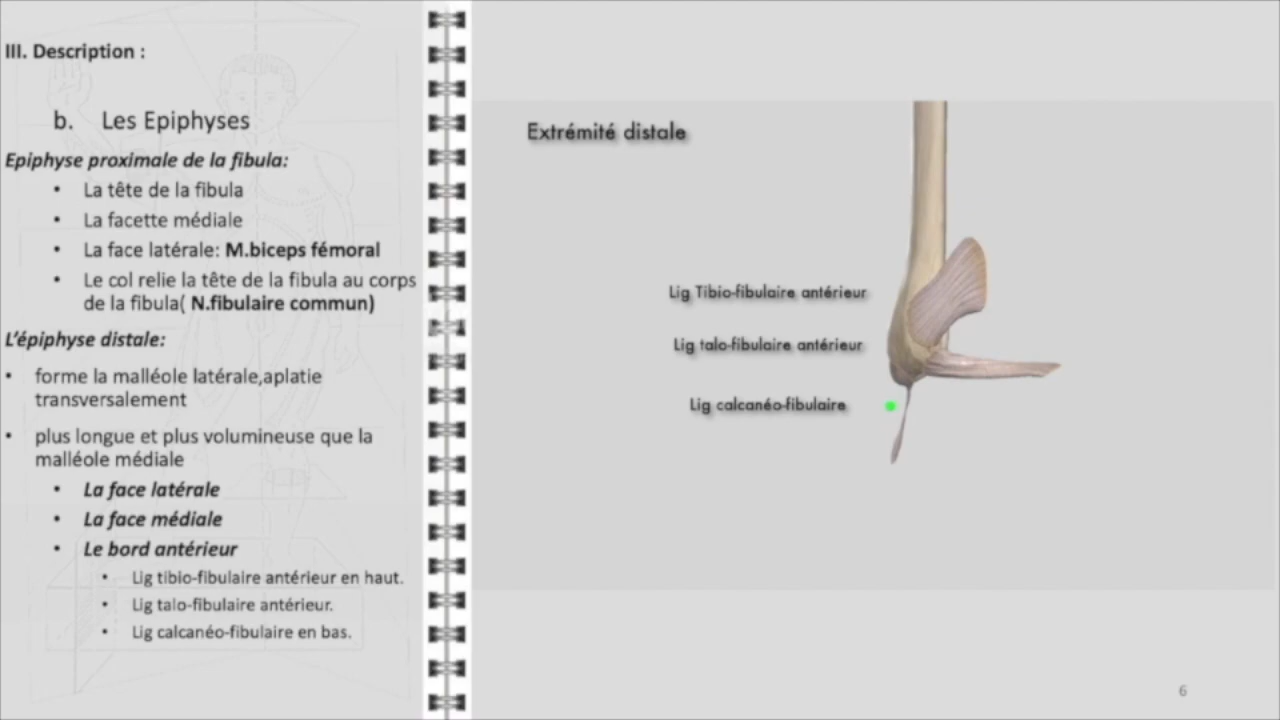 III. Description :
b. Les Epiphyses
Epiphyse proximale de la fibula:
• La tête de la fibula
• La facette médiale
• La face latérale: M.biceps fémoral
• Le col relie la tête de la fibula au corps
de la fibula( N.fibulaire commun)
L'épiphyse distale:
• forme la malléole latérale,aplatie
transversalement
• plus longue et plus volumineuse que la
malléole médiale
• La face latérale
• La face médiale
• Le bord antérieur
• Lig tibio-fibulaire antérieur en haut.
• Lig talo-fibulaire antérieur.
• Lig calcanéo-fibulaire en bas.
Extrémité distale
Lig Tibio-fibulaire antérieur
Lig talo-fibulaire antérieur
Lig calcanéo-fibulaire
6